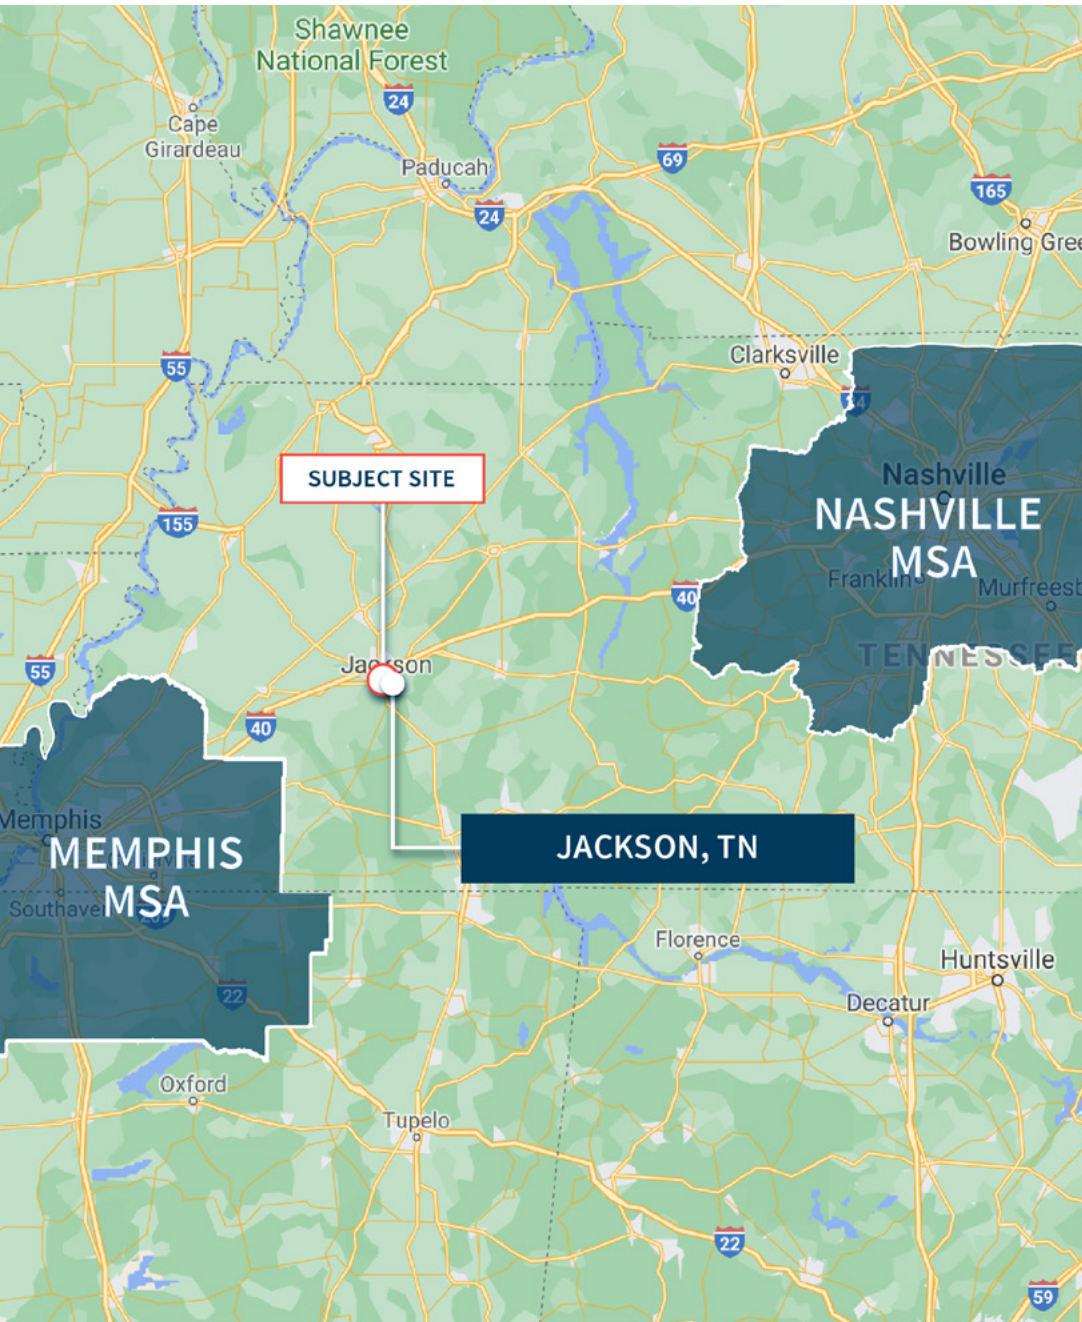 Shawnee
National Forest
24
Cape
Girardeau
Paducah
69
24
165
Bowling Gree
Clarksville
55
24
SUBJECT SITE
Nashville
NASHVILLE
MSA
155
Franklin
Murfreesb
40
TENNESSEE
55
Jackson
40
Memphis
MEMPHIS
MSA
JACKSON, TN
Southaven
Florence
Huntsville
22
Decatur
Oxford
Tupelo
22
59